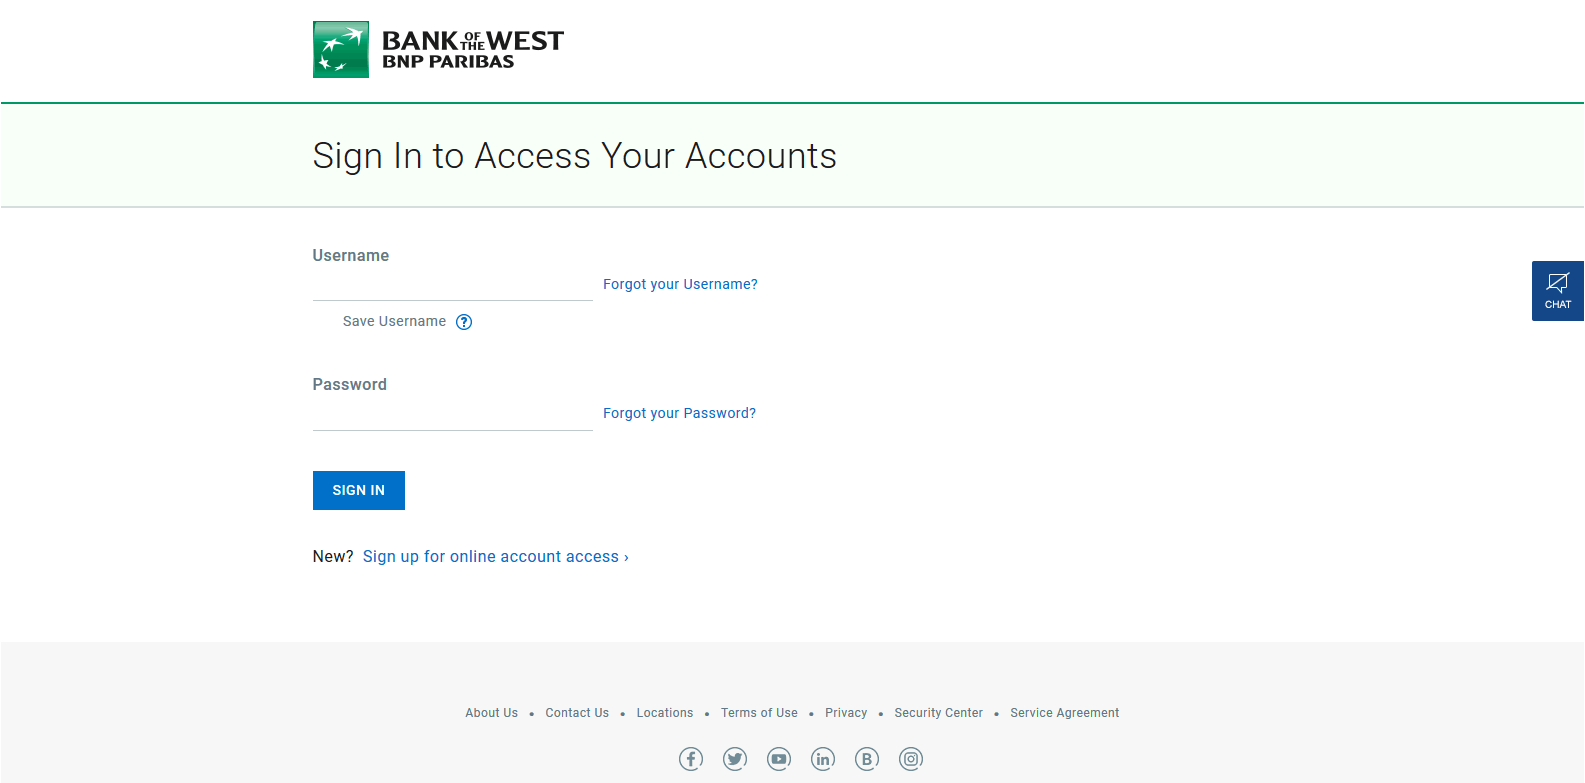 BANK OF THE WEST
BNP PARIBAS
Sign In to Access Your Accounts
Username
Forgot your Username?
Save Username ?
Password
Forgot your Password?
SIGN IN
New? Sign up for online account access ›
CHAT
About Us • Contact Us • Locations • Terms of Use • Privacy • Security Center • Service Agreement
f in B